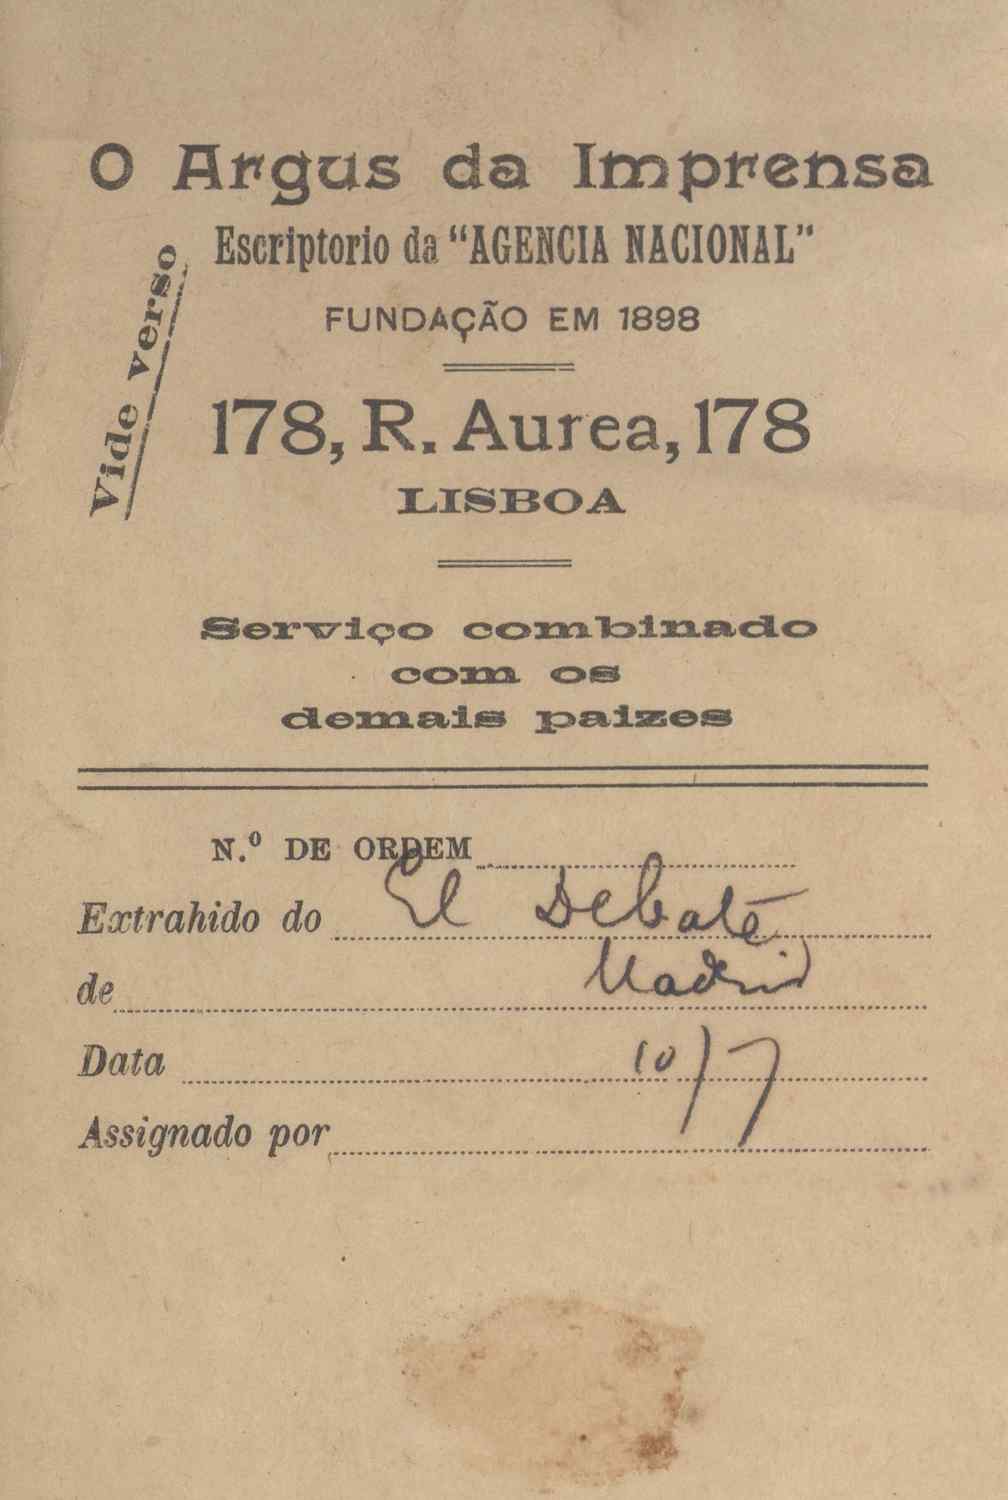 O Argus da Imprensa
Escriptorio da "AGENCIA NACIONAL"
FUNDAÇÃO EM 1898
Vide verso
178, R. Aurea, 178
LISBOA
Serviço combinado
com os
demais paizes
N.º DE ORDEM
Extrahido do El Debate
de Madrid
Data 10/7
Assignado por